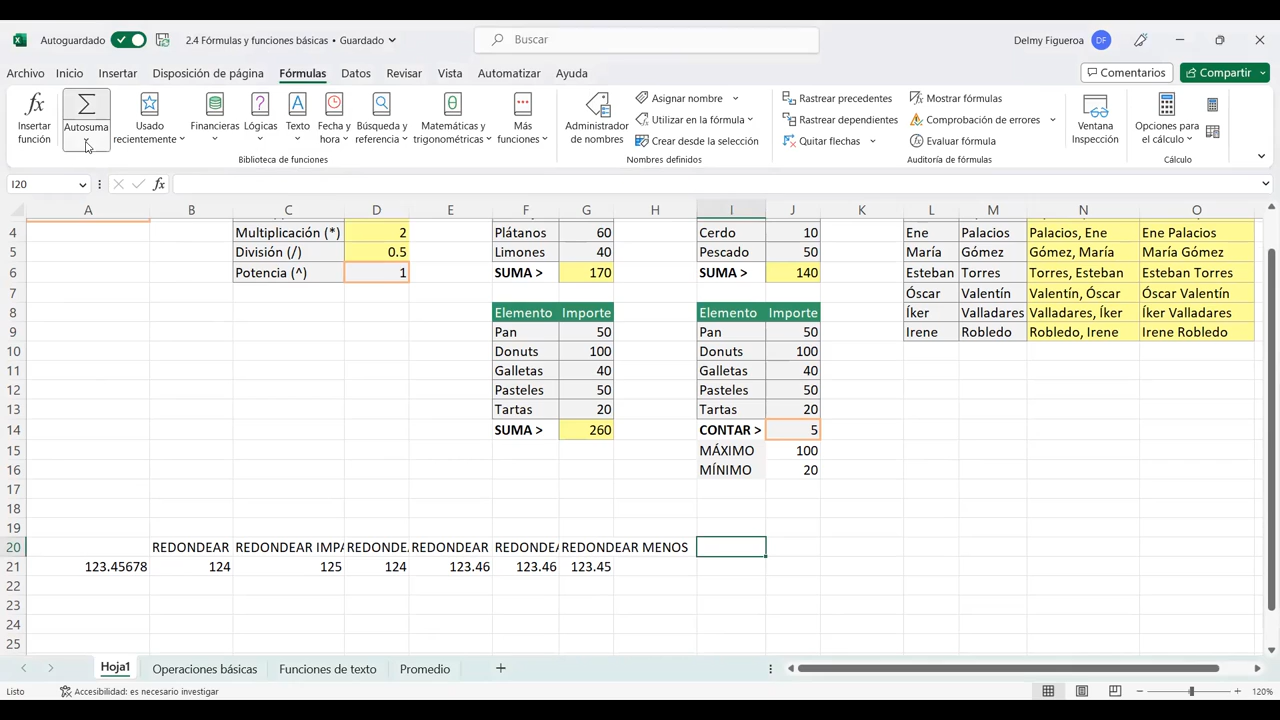 Autoguardado
2.4 Fórmulas y funciones básicas • Guardado
Buscar
Delmy Figueroa
DF
Archivo Inicio Insertar Disposición de página Fórmulas Datos Revisar Vista Automatizar Ayuda
Comentarios
Compartir
Insertar función
Autosuma
Usado recientemente
Financieras
Lógicas
Texto
Fecha y hora
Búsqueda y referencia
Matemáticas y trigonométricas
Más funciones
Biblioteca de funciones
Administrador de nombres
Asignar nombre
Utilizar en la fórmula
Crear desde la selección
Nombres definidos
Rastrear precedentes
Rastrear dependientes
Quitar flechas
Mostrar fórmulas
Comprobación de errores
Evaluar fórmula
Auditoría de fórmulas
Ventana Inspección
Opciones para el cálculo
Cálculo
I20
fx
A B C D E F G H I J K L M N O
4 Multiplicación (*) 2 Plátanos 60 Cerdo 10 Ene Palacios Palacios, Ene Ene Palacios
5 División (/) 0.5 Limones 40 Pescado 50 María Gómez Gómez, María María Gómez
6 Potencia (^) 1 SUMA > 170 SUMA > 140 Esteban Torres Torres, Esteban Esteban Torres
7 Óscar Valentín Valentín, Óscar Óscar Valentín
8 Elemento Importe Elemento Importe Íker Valladares Valladares, Íker Íker Valladares
9 Pan 50 Pan 50 Irene Robledo Robledo, Irene Irene Robledo
10 Donuts 100 Donuts 100
11 Galletas 40 Galletas 40
12 Pasteles 50 Pasteles 50
13 Tartas 20 Tartas 20
14 SUMA > 260 CONTAR > 5
15 MÁXIMO 100
16 MÍNIMO 20
17
18
19
20 REDONDEAR REDONDEAR IMPA REDONDEA REDONDEAR REDONDEA REDONDEAR MENOS
21 123.45678 124 125 124 123.46 123.46 123.45
22
23
24
25
Hoja1 Operaciones básicas Funciones de texto Promedio
Listo
Accesibilidad: es necesario investigar
120%